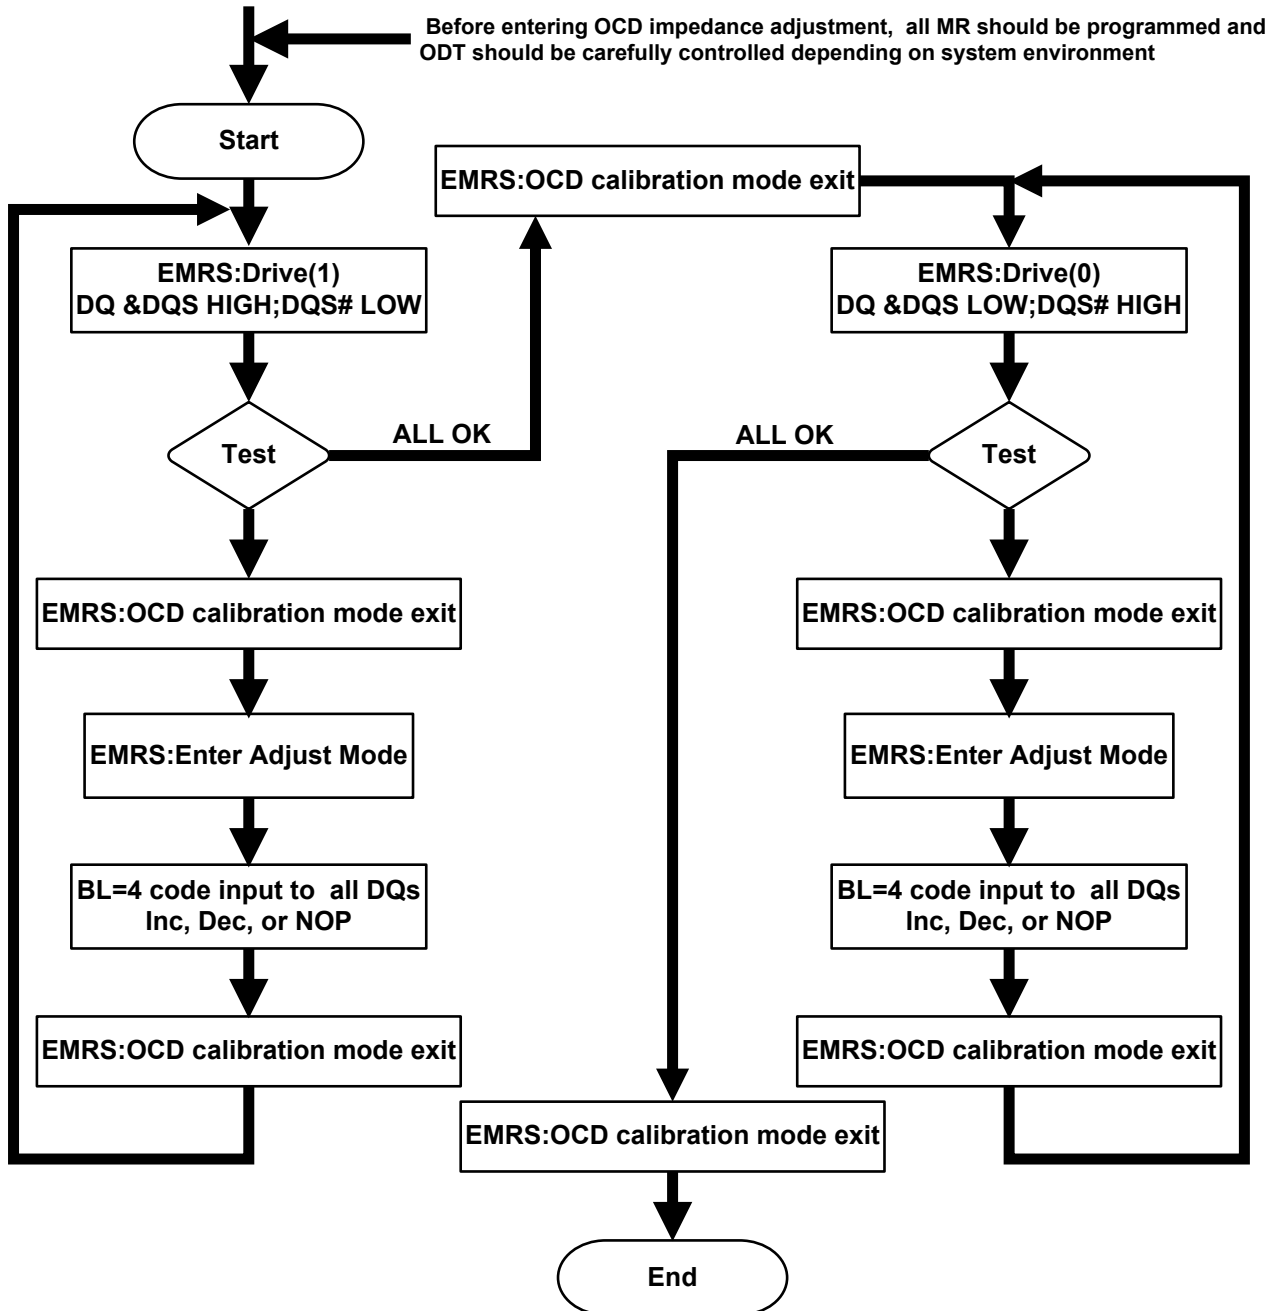 Before entering OCD impedance adjustment, all MR should be programmed and
ODT should be carefully controlled depending on system environment
Start
EMRS:OCD calibration mode exit
EMRS:Drive(1)
DQ &DQS HIGH;DQS# LOW
EMRS:Drive(0)
DQ &DQS LOW;DQS# HIGH
ALL OK
Test
ALL OK
Test
EMRS:OCD calibration mode exit
EMRS:OCD calibration mode exit
EMRS:Enter Adjust Mode
EMRS:Enter Adjust Mode
BL=4 code input to all DQs
Inc, Dec, or NOP
BL=4 code input to all DQs
Inc, Dec, or NOP
EMRS:OCD calibration mode exit
EMRS:OCD calibration mode exit
EMRS:OCD calibration mode exit
End